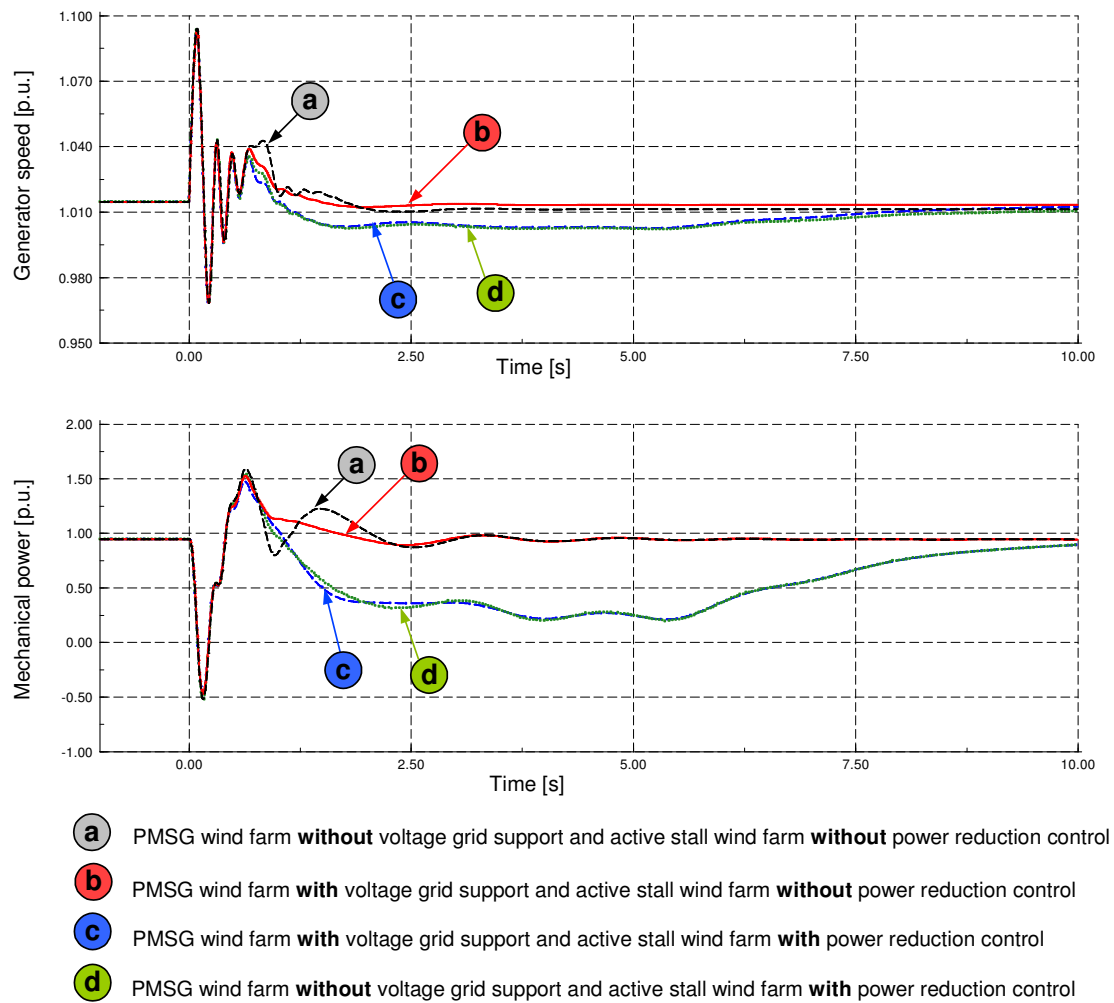 Generator speed [p.u.]
1.100
1.070
1.040
1.010
0.980
0.950
a
b
c
d
0.00
2.50
5.00
7.50
10.00
Time [s]
Mechanical power [p.u.]
2.00
1.50
1.00
0.50
0.00
-0.50
-1.00
a
b
c
d
0.00
2.50
5.00
7.50
10.00
Time [s]
a PMSG wind farm without voltage grid support and active stall wind farm without power reduction control
b PMSG wind farm with voltage grid support and active stall wind farm without power reduction control
c PMSG wind farm with voltage grid support and active stall wind farm with power reduction control
d PMSG wind farm without voltage grid support and active stall wind farm with power reduction control